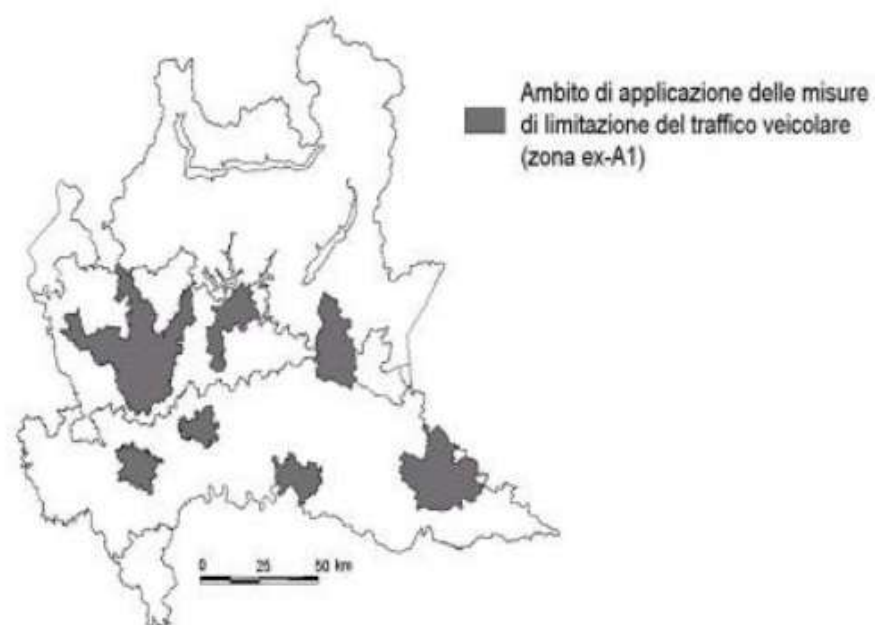 Ambito di applicazione delle misure
di limitazione del traffico veicolare
(zona ex-A1)
0 25 50 km